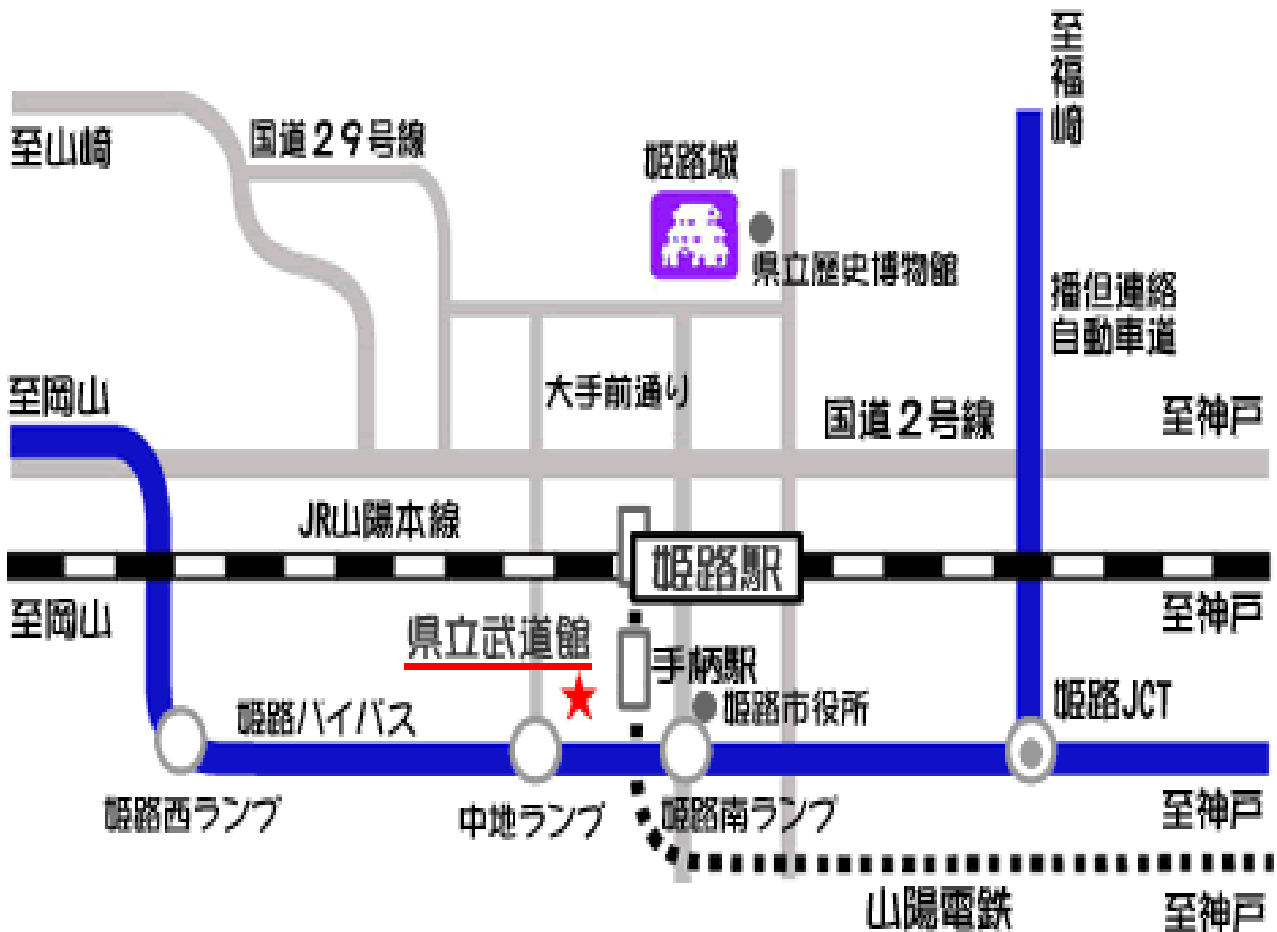 至福崎
至山崎
国道29号線
姫路城
県立歴史博物館
播但連絡
自動車道
至岡山
大手前通り
国道2号線
至神戸
JR山陽本線
姫路駅
至岡山
至神戸
県立武道館
手柄駅
姫路バイパス
姫路市役所
姫路JCT
姫路西ランプ
中地ランプ
姫路南ランプ
至神戸
山陽電鉄
至神戸